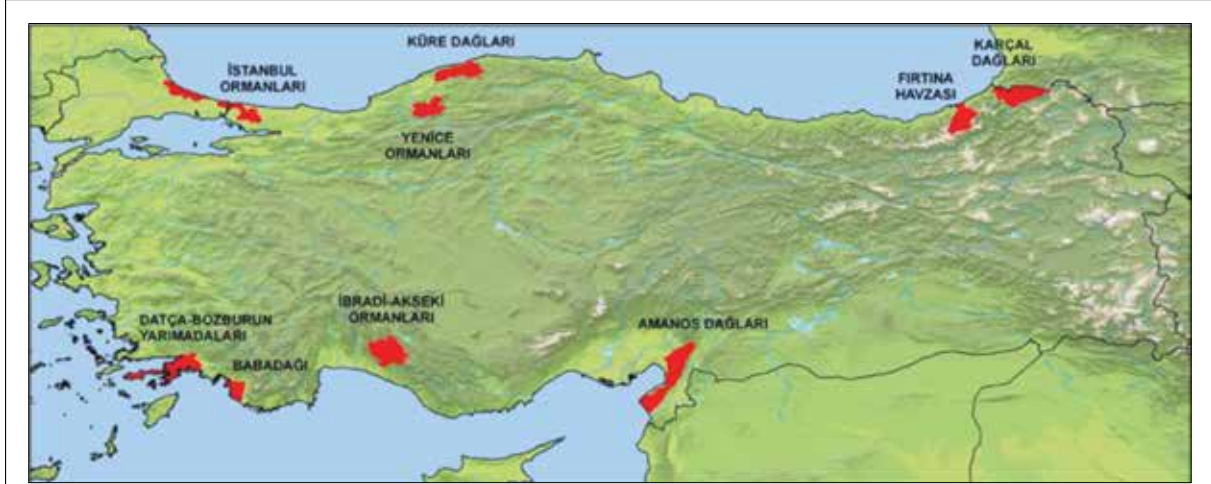 KÜRE DAĞLARI
KARÇAL
DAĞLARI
İSTANBUL
ORMANLARI
FIRTINA
HAVZASI
YENİCE
ORMANLARI
İBRADİ-AKSEKİ
ORMANLARI
DATÇA-BOZBURUN
YARIMADALARI
AMANOS DAĞLARI
BABADAĞI